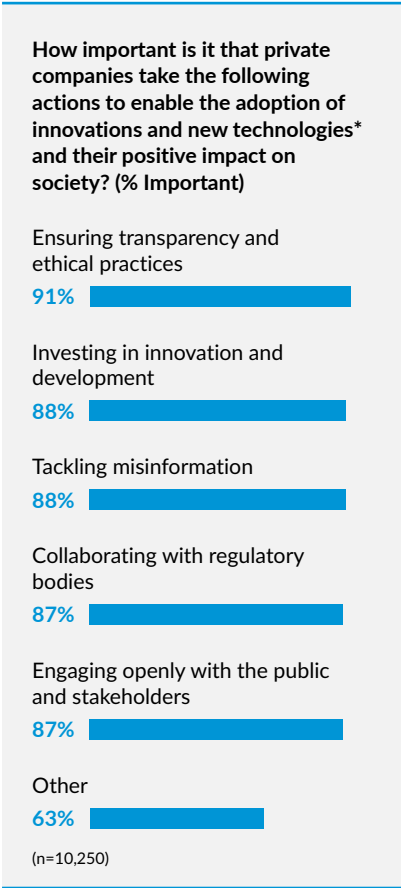 How important is it that private
companies take the following
actions to enable the adoption of
innovations and new technologies*
and their positive impact on
society? (% Important)
Ensuring transparency and
ethical practices
91%
Investing in innovation and
development
88%
Tackling misinformation
88%
Collaborating with regulatory
bodies
87%
Engaging openly with the public
and stakeholders
87%
Other
63%
(n=10,250)